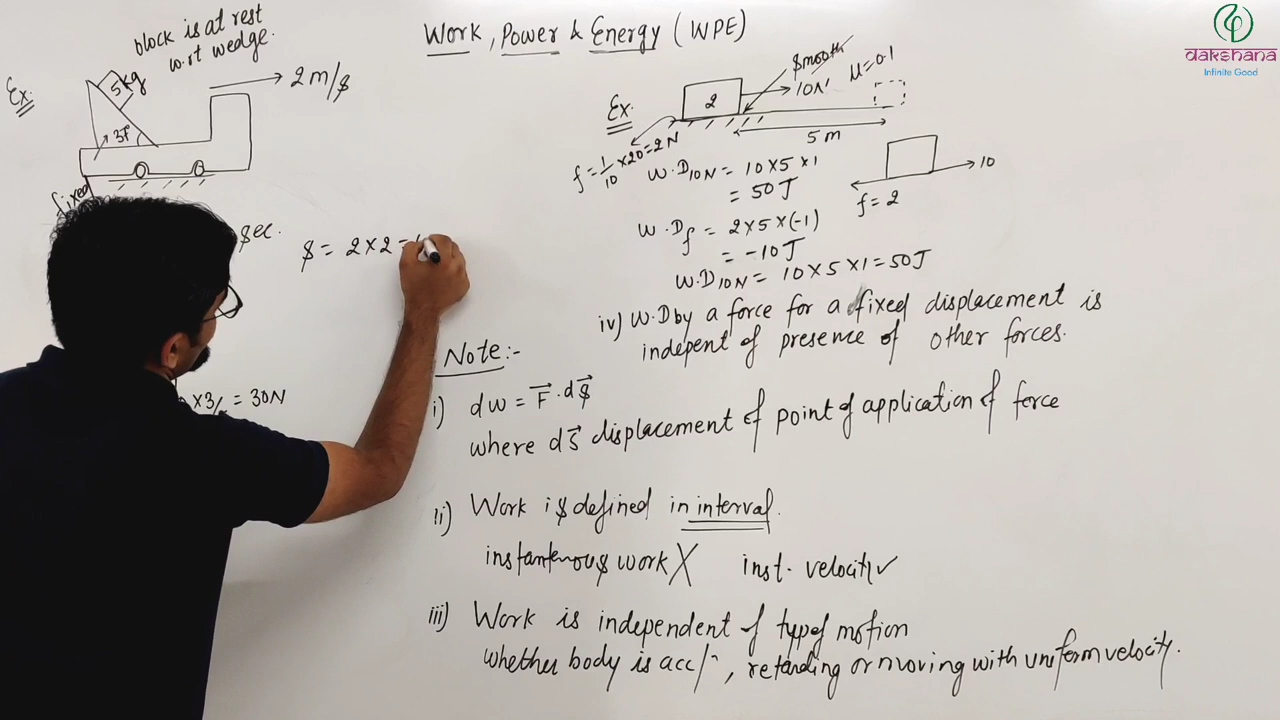 Work, Power & Energy (WPE)
dakshana
Infinite Good
block is at rest
w.r.t wedge.
Ex:
5kg
2 m/s
37°
fixed
sec.
s = 2×2 =
×3/ = 30N
Ex:
2
10N
smooth
μ=0.1
5 m
f = 1/10 × 20 = 2N
W.D10N = 10×5×1
= 50J
10
f = 2
W.Df = 2×5×(-1)
= -10J
W.D10N = 10×5×1 = 50J
iv) W.D by a force for a fixed displacement is
indepent of presence of other forces.
Note:-
i) dw = F⃗.ds⃗
where ds⃗ displacement of point of application of force
ii) Work is defined in interval.
instantenous work X inst. velocity ✓
iii) Work is independent of type of motion
whether body is acc/n, retarding or moving with uniform velocity.